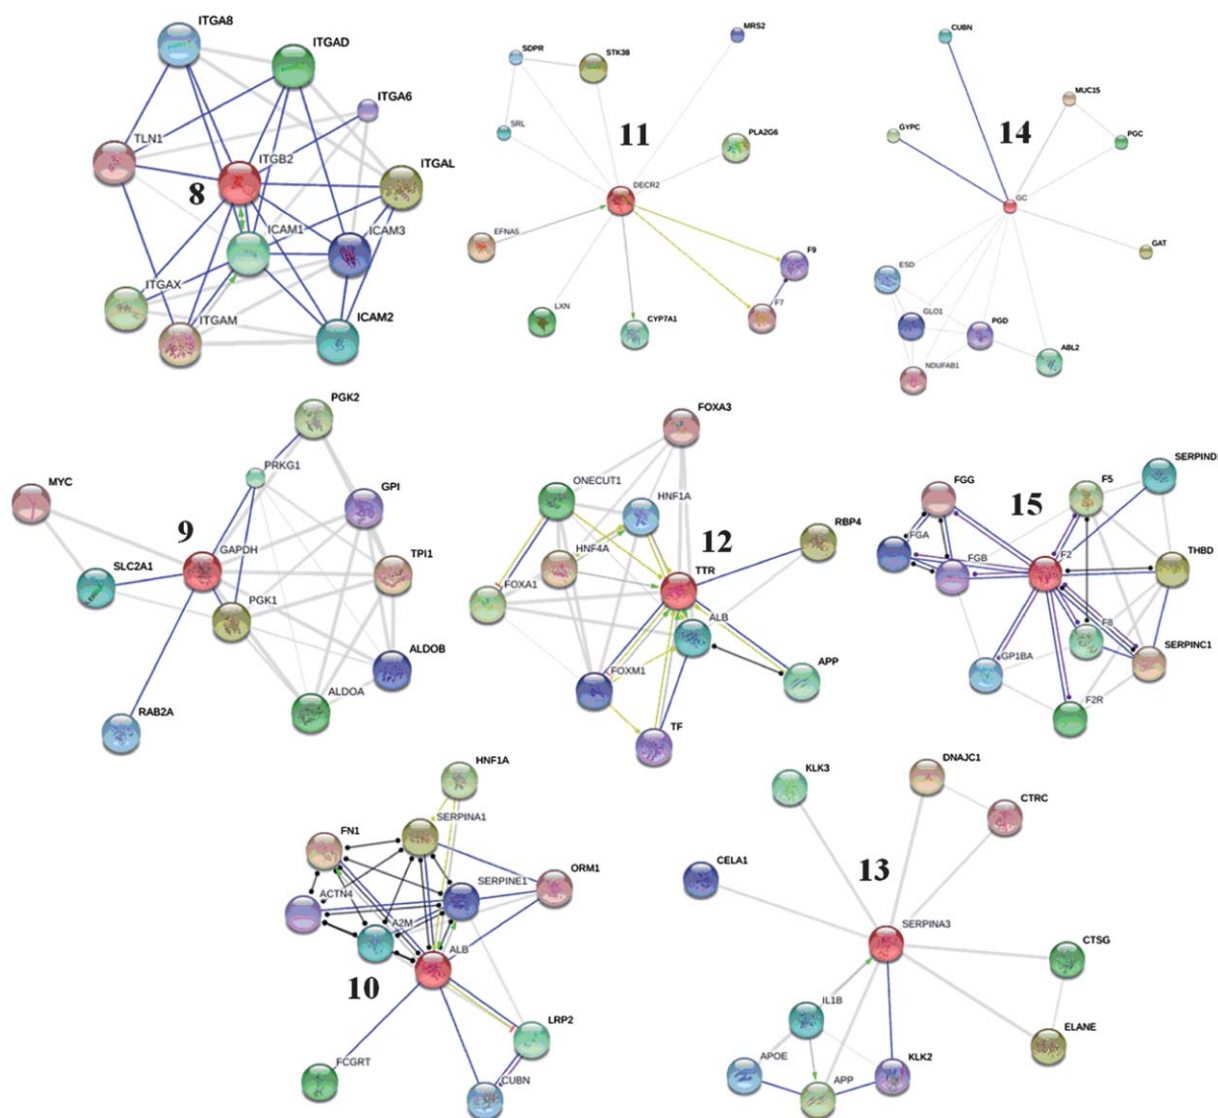 ITGA8
ITGAD
ITGA6
TLN1
ITGB2
ITGAL
8
ICAM1
ICAM3
ITGAX
ITGAM
ICAM2
MRS2
SDPR
STK38
SRL
11
PLA2G6
DECR2
EFNA5
F9
LXN
CYP7A1
F7
CUBN
MUC15
GYPC
14
PGC
GC
GAT
ESD
GLO1
PGD
NDUFAB1
ABL2
PGK2
PRKG1
MYC
GPI
9
GAPDH
SLC2A1
TPI1
PGK1
ALDOB
ALDOA
RAB2A
FOXA3
ONECUT1
HNF1A
RBP4
HNF4A
12
TTR
FOXA1
ALB
FOXM1
APP
TF
SERPIND
FGG
F5
15
FGA
FGB
F2
THBD
F8
GP1BA
SERPINC1
F2R
HNF1A
FN1
SERPINA1
ORM1
SERPINE1
ACTN4
A2M
ALB
10
LRP2
FCGRT
CUBN
DNAJC1
KLK3
CTRC
CELA1
13
SERPINA3
CTSG
IL1B
ELANE
APOE
KLK2
APP